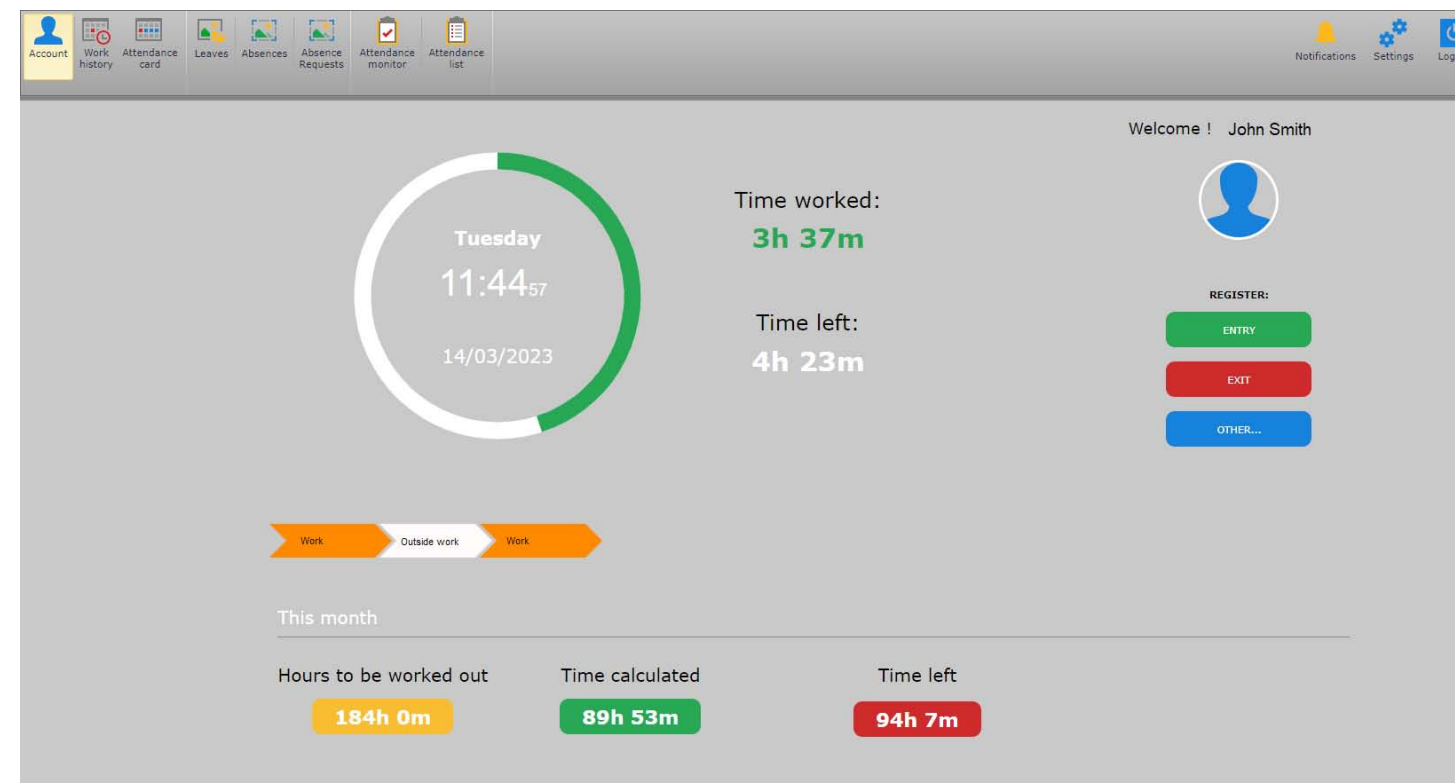 Account
Work
history
Attendance
card
Leaves
Absences
Absence
Requests
Attendance
monitor
Attendance
list
Notifications
Settings
Log
Welcome !   John Smith
Tuesday
11:44 57
14/03/2023
Time worked:
3h 37m
Time left:
4h 23m
REGISTER:
ENTRY
EXIT
OTHER...
Work
Outside work
Work
This month
Hours to be worked out
184h 0m
Time calculated
89h 53m
Time left
94h 7m